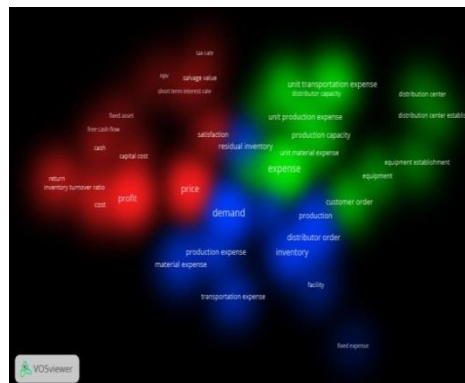 tax rate
npv
salvage value
short term interest rate
unit transportation expense
distributor capacity
distribution center
fixed asset
unit production expense
distribution center establis
free cash flow
satisfaction
production capacity
cash
residual inventory
capital cost
unit material expense
equipment establishment
expense
return
equipment
inventory turnover ratio
price
profit
cost
customer order
demand
production
distributor order
production expense
inventory
material expense
facility
transportation expense
fixed expense
VOSviewer